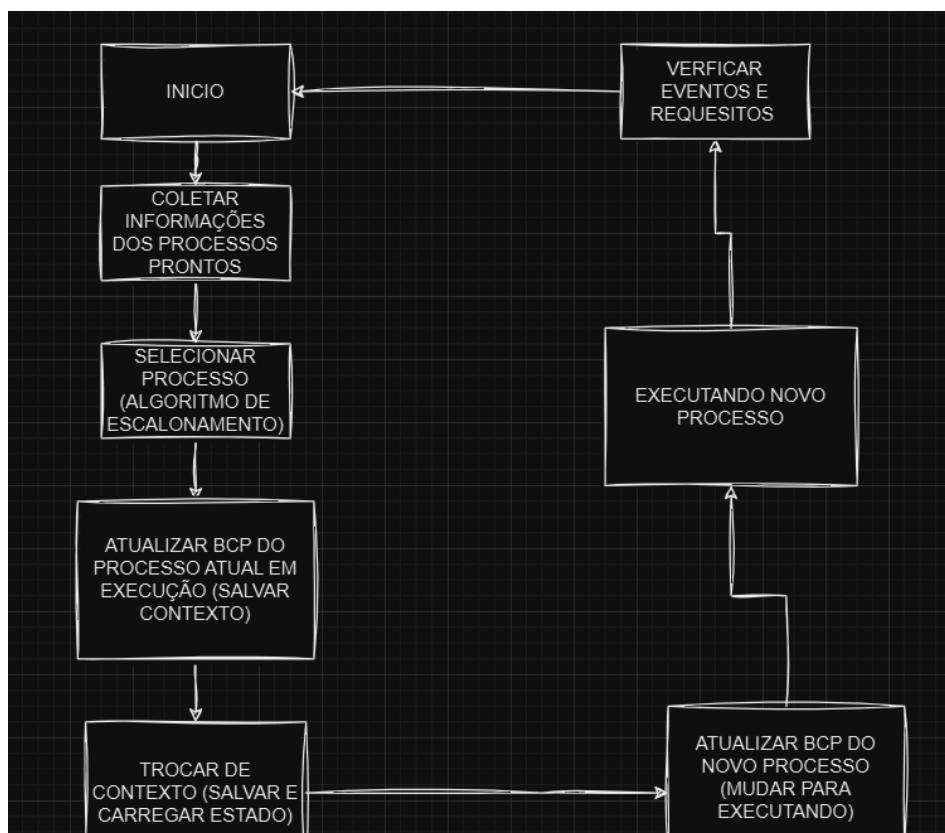 INICIO
COLETAR
INFORMAÇÕES
DOS PROCESSOS
PRONTOS
SELECIONAR
PROCESSO
(ALGORITMO DE
ESCALONAMENTO)
ATUALIZAR BCP DO
PROCESSO ATUAL EM
EXECUÇÃO (SALVAR
CONTEXTO)
TROCAR DE
CONTEXTO (SALVAR E
CARREGAR ESTADO)
ATUALIZAR BCP DO
NOVO PROCESSO
(MUDAR PARA
EXECUTANDO)
EXECUTANDO NOVO
PROCESSO
VERFICAR
EVENTOS E
REQUESITOS